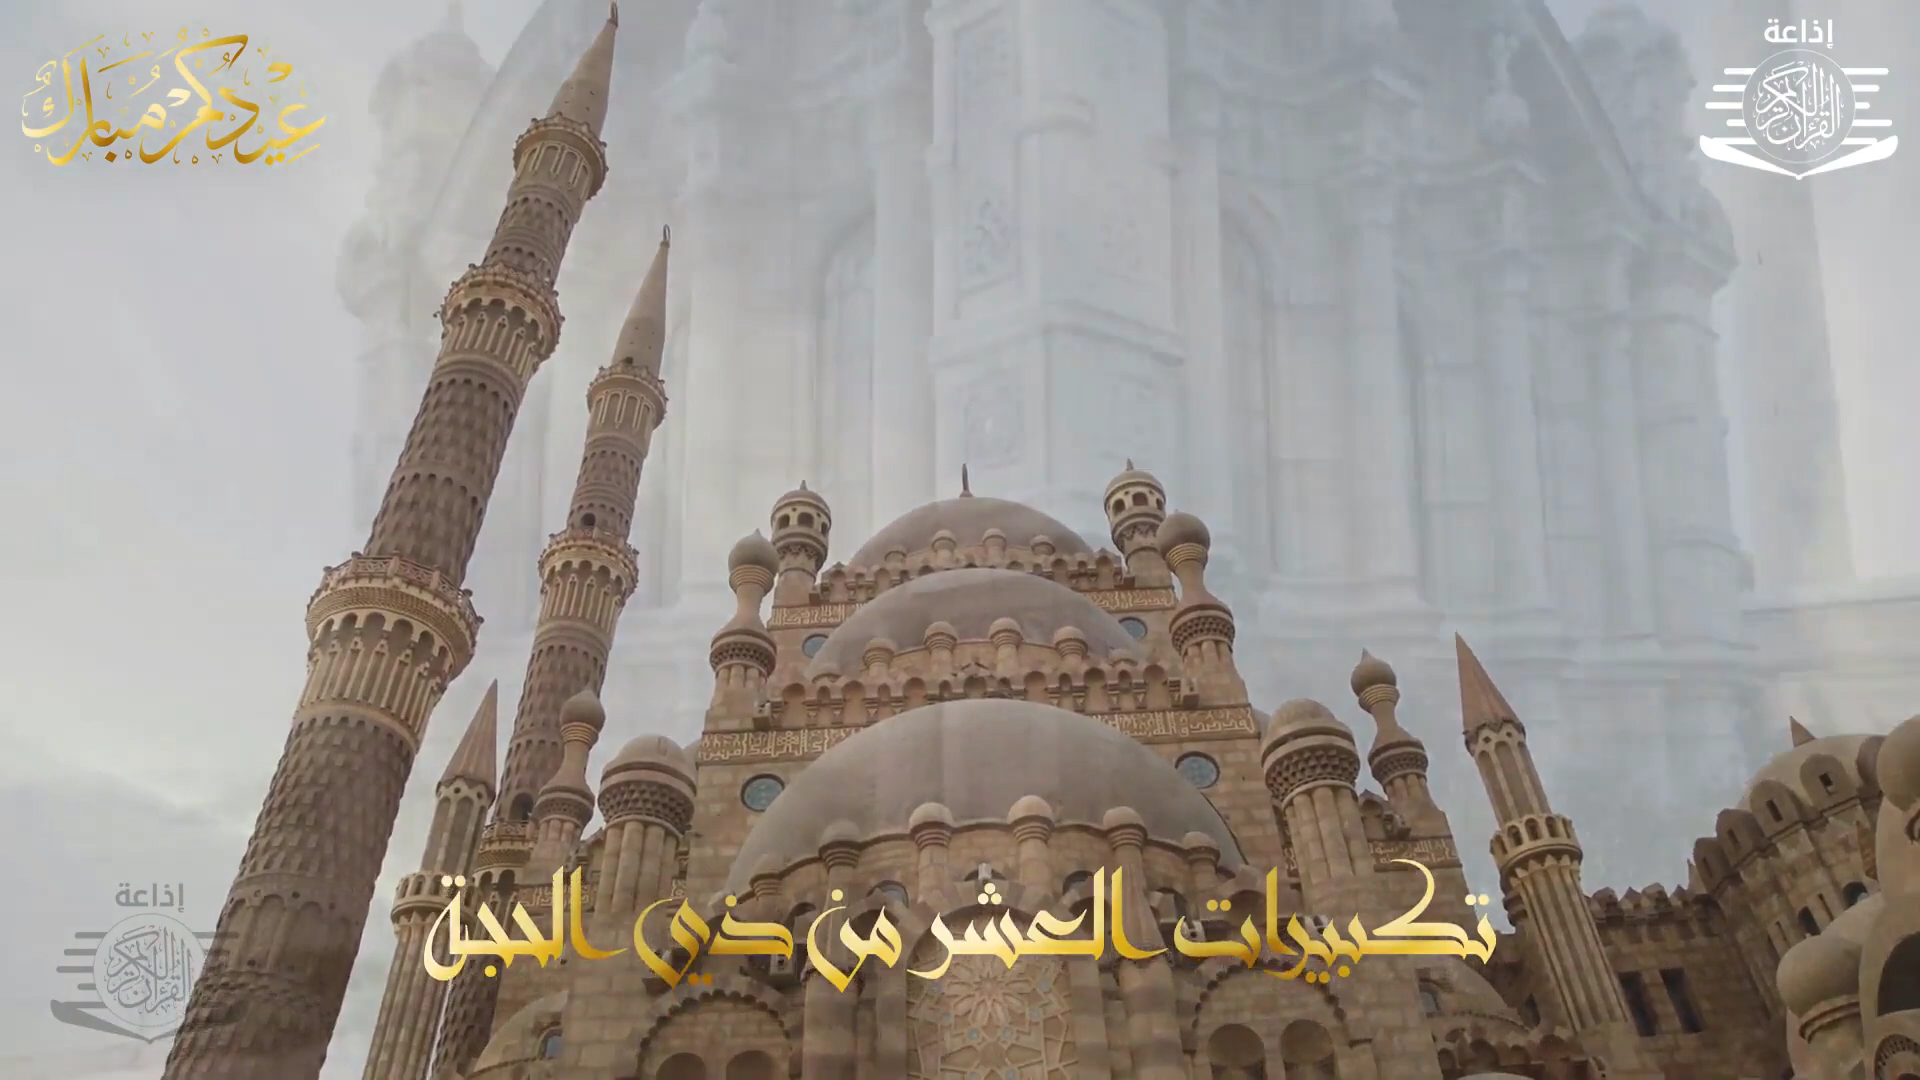 عيدكم مبارك
إذاعة
القرآن الكريم
تكبيرات العشر من ذي الحجة
إذاعة
القرآن الكريم